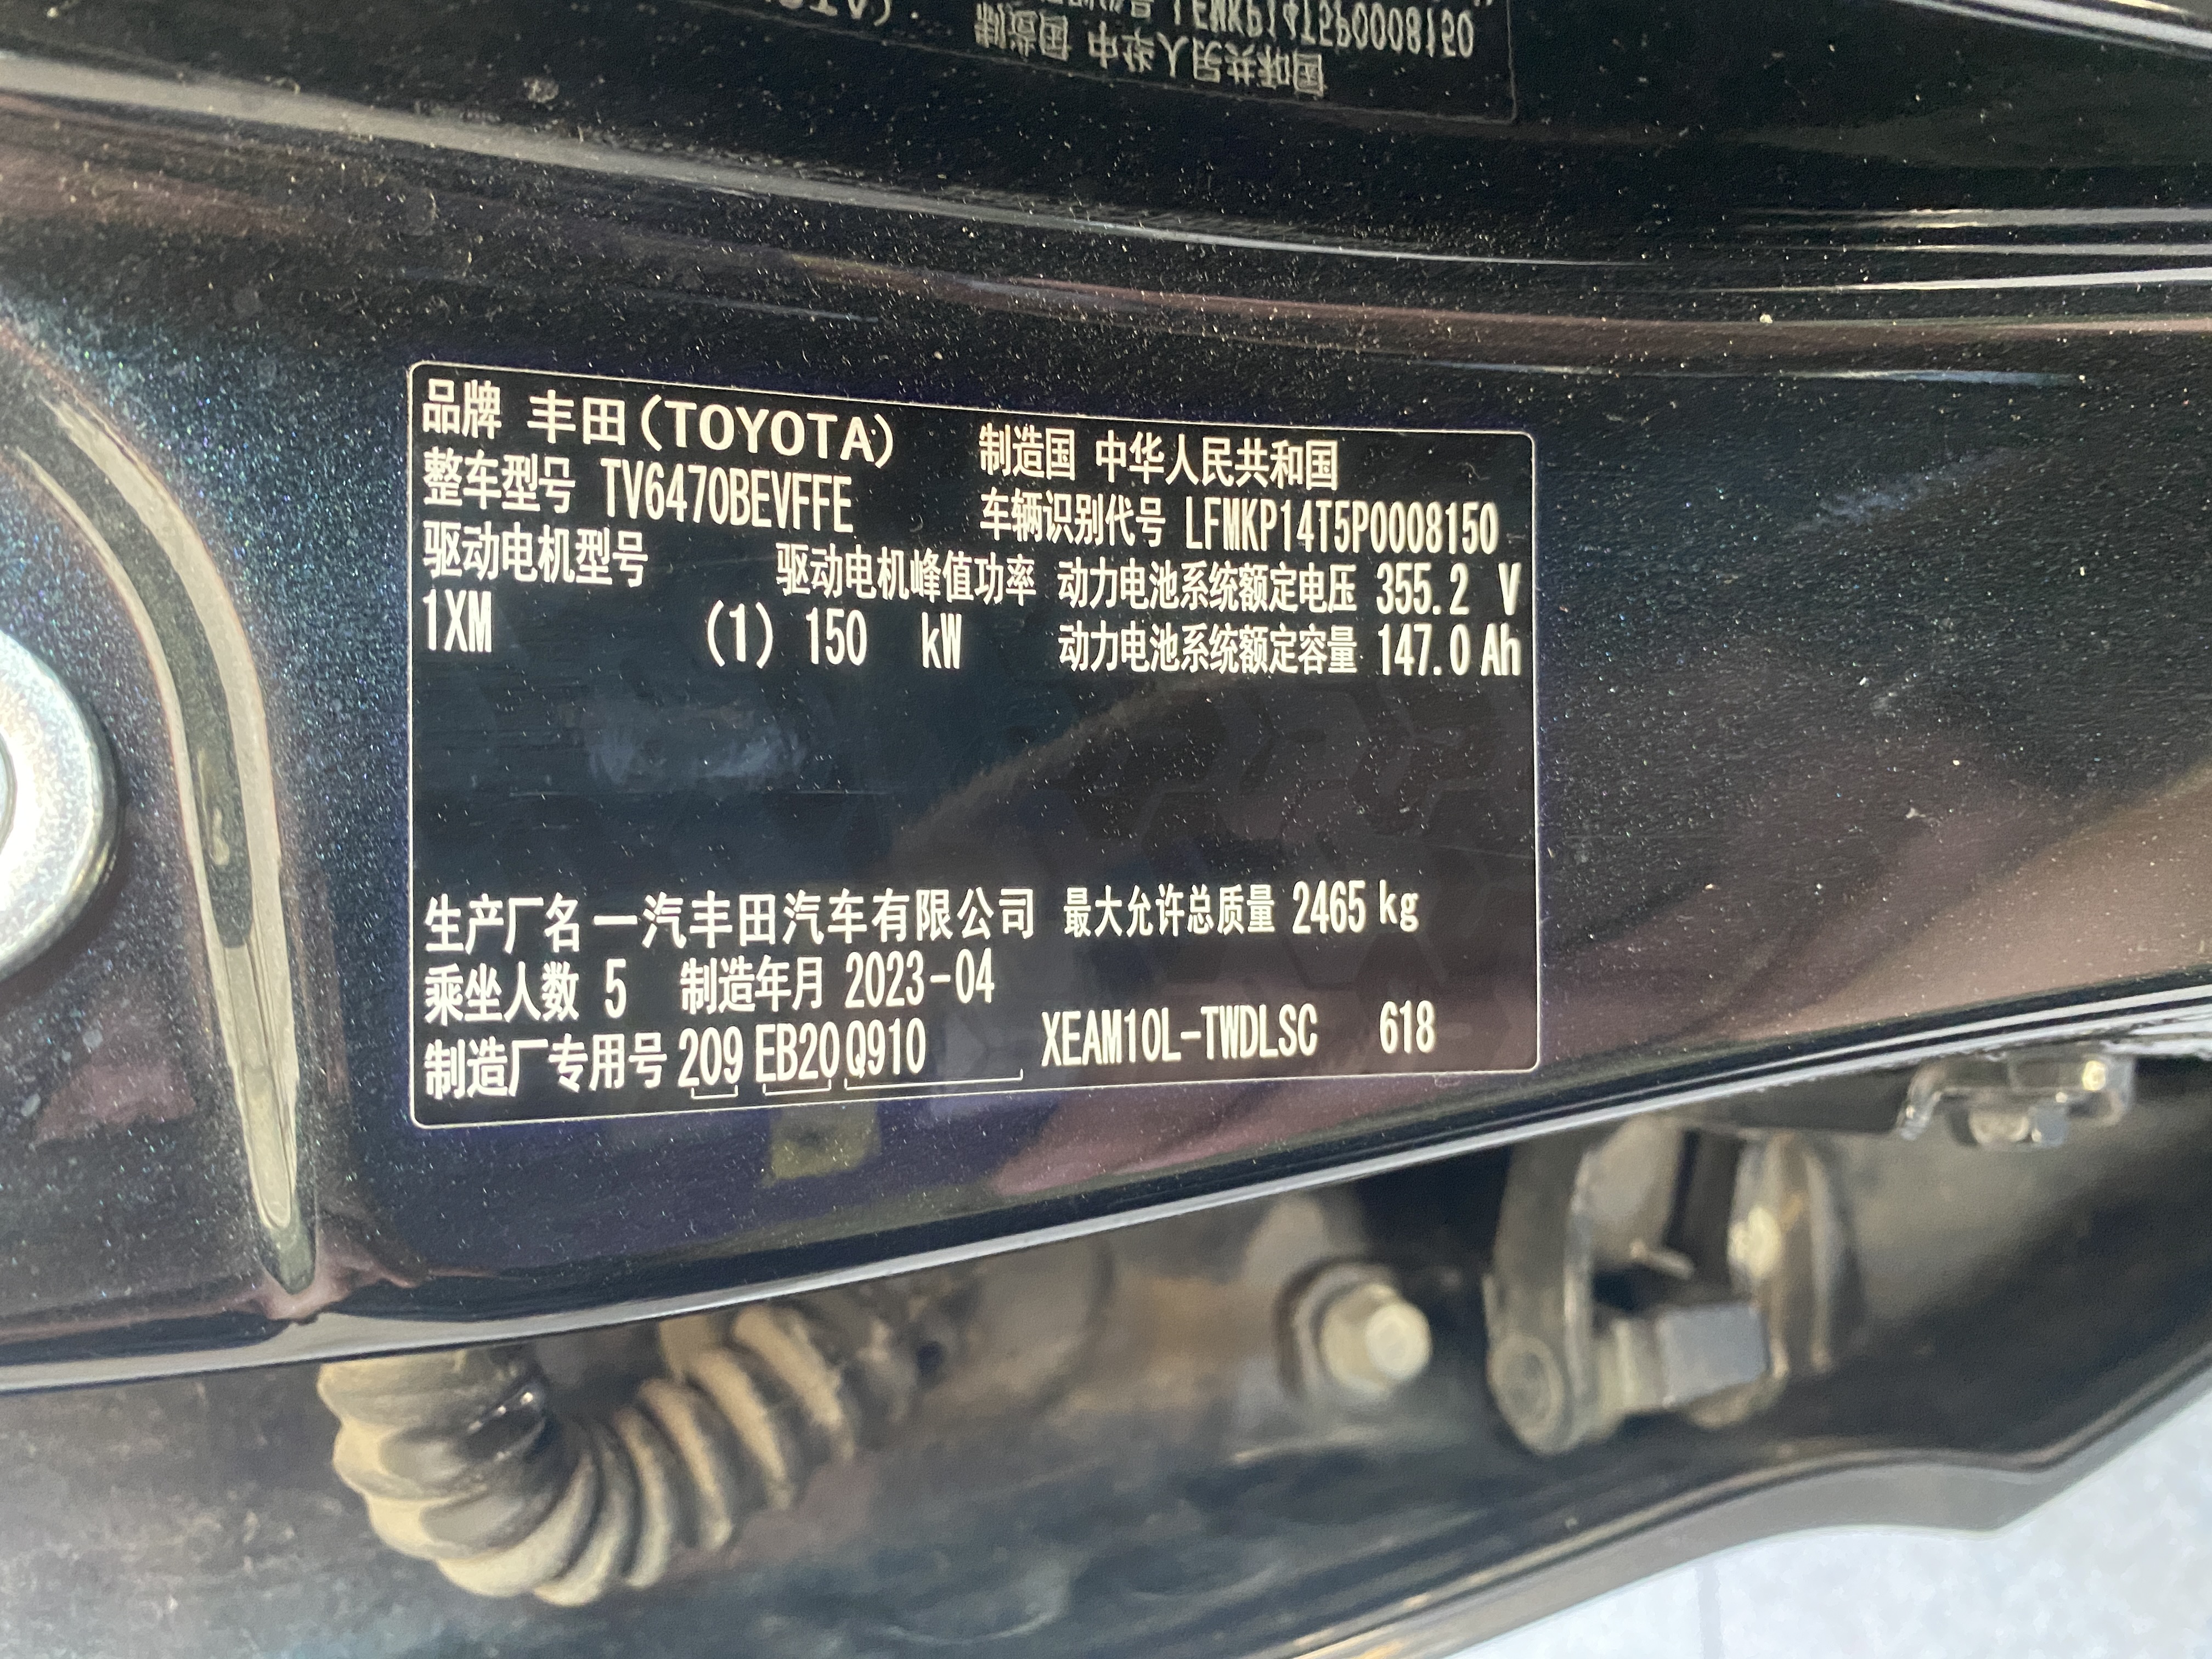 品牌 丰田(TOYOTA) 制造国 中华人民共和国
整车型号 TV6470BEVFFE 车辆识别代号 LFMKP14T5P0008150
驱动电机型号 驱动电机峰值功率 动力电池系统额定电压 355.2 V
1XM (1) 150 kW 动力电池系统额定容量 147.0 Ah
生产厂名 一汽丰田汽车有限公司 最大允许总质量 2465 kg
乘坐人数 5 制造年月 2023-04
制造厂专用号 209 EB20 Q910 XEAM10L-TWDLSC 618